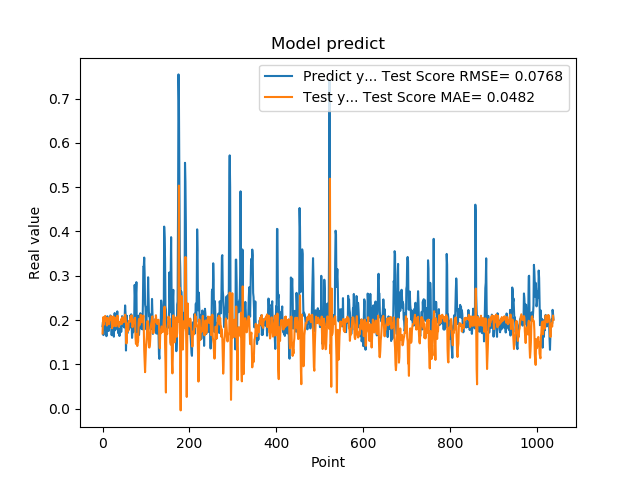 Model predict
Predict y... Test Score RMSE= 0.0768
Test y... Test Score MAE= 0.0482
Real value
0.7
0.6
0.5
0.4
0.3
0.2
0.1
0.0
0 200 400 600 800 1000
Point